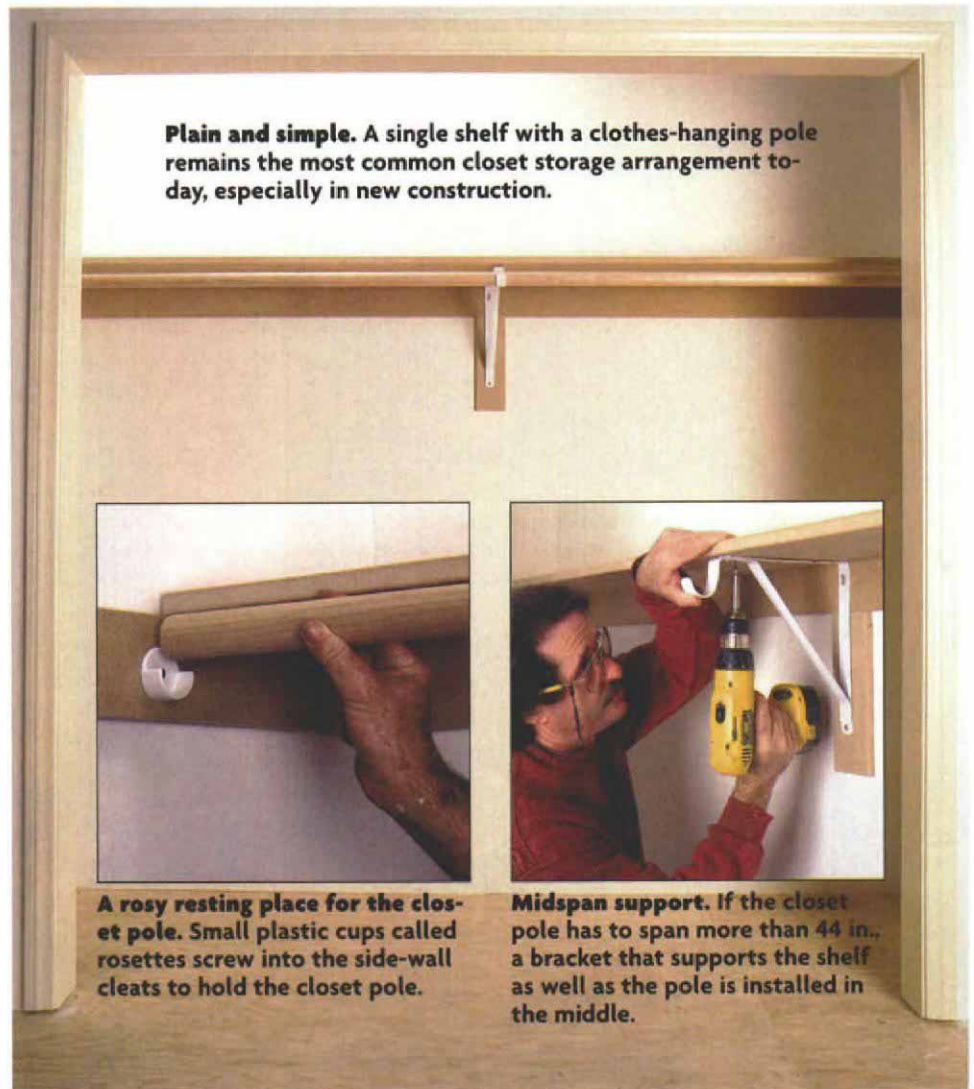 Plain and simple. A single shelf with a clothes-hanging pole
remains the most common closet storage arrangement to-
day, especially in new construction.
A rosy resting place for the clos-
et pole. Small plastic cups called
rosettes screw into the side-wall
cleats to hold the closet pole.
Midspan support. If the closet
pole has to span more than 44 in.,
a bracket that supports the shelf
as well as the pole is installed in
the middle.